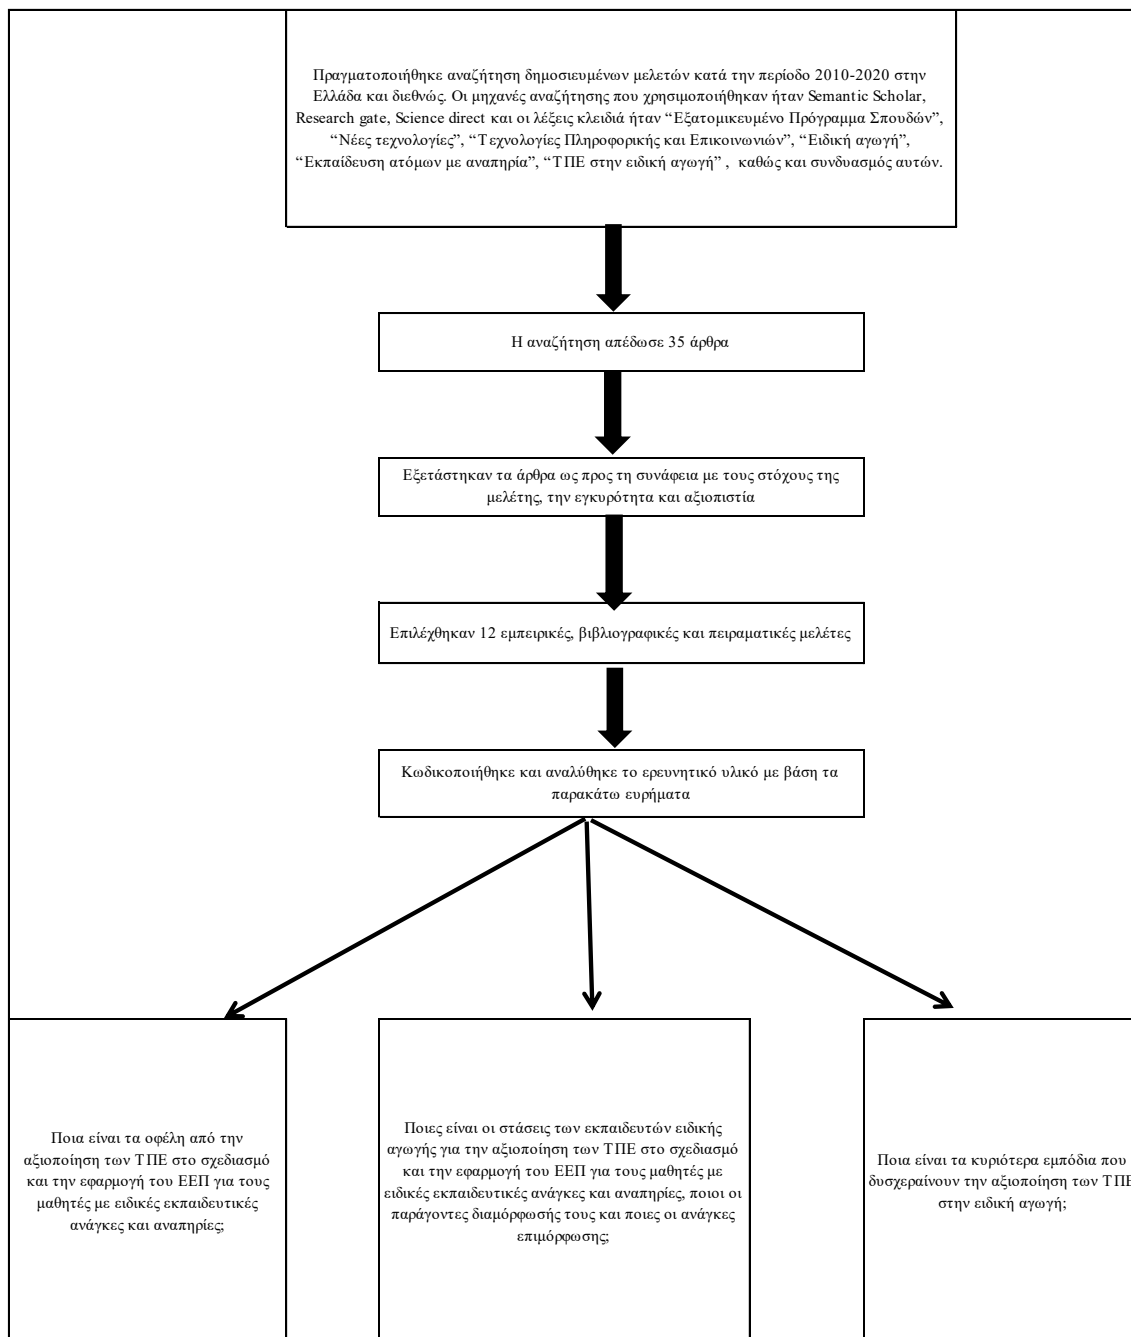 Πραγματοποιήθηκε αναζήτηση δημοσιευμένων μελετών κατά την περίοδο 2010-2020 στην
Ελλάδα και διεθνώς. Οι μηχανές αναζήτησης που χρησιμοποιήθηκαν ήταν Semantic Scholar,
Research gate, Science direct και οι λέξεις κλειδιά ήταν “Εξατομικευμένο Πρόγραμμα Σπουδών”,
“Νέες τεχνολογίες”, “Τεχνολογίες Πληροφορικής και Επικοινωνιών”, “Ειδική αγωγή”,
“Εκπαίδευση ατόμων με αναπηρία”, “ΤΠΕ στην ειδική αγωγή” , καθώς και συνδυασμός αυτών.
Η αναζήτηση απέδωσε 35 άρθρα
Εξετάστηκαν τα άρθρα ως προς τη συνάφεια με τους στόχους της
μελέτης, την εγκυρότητα και αξιοπιστία
Επιλέχθηκαν 12 εμπειρικές, βιβλιογραφικές και πειραματικές μελέτες
Κωδικοποιήθηκε και αναλύθηκε το ερευνητικό υλικό με βάση τα
παρακάτω ευρήματα
Ποια είναι τα οφέλη από την
αξιοποίηση των ΤΠΕ στο σχεδιασμό
και την εφαρμογή του ΕΕΠ για τους
μαθητές με ειδικές εκπαιδευτικές
ανάγκες και αναπηρίες;
Ποιες είναι οι στάσεις των εκπαιδευτών ειδικής
αγωγής για την αξιοποίηση των ΤΠΕ στο σχεδιασμό
και την εφαρμογή του ΕΕΠ για τους μαθητές με
ειδικές εκπαιδευτικές ανάγκες και αναπηρίες, ποιοι οι
παράγοντες διαμόρφωσής τους και ποιες οι ανάγκες
επιμόρφωσης;
Ποια είναι τα κυριότερα εμπόδια που
δυσχεραίνουν την αξιοποίηση των ΤΠΕ
στην ειδική αγωγή;